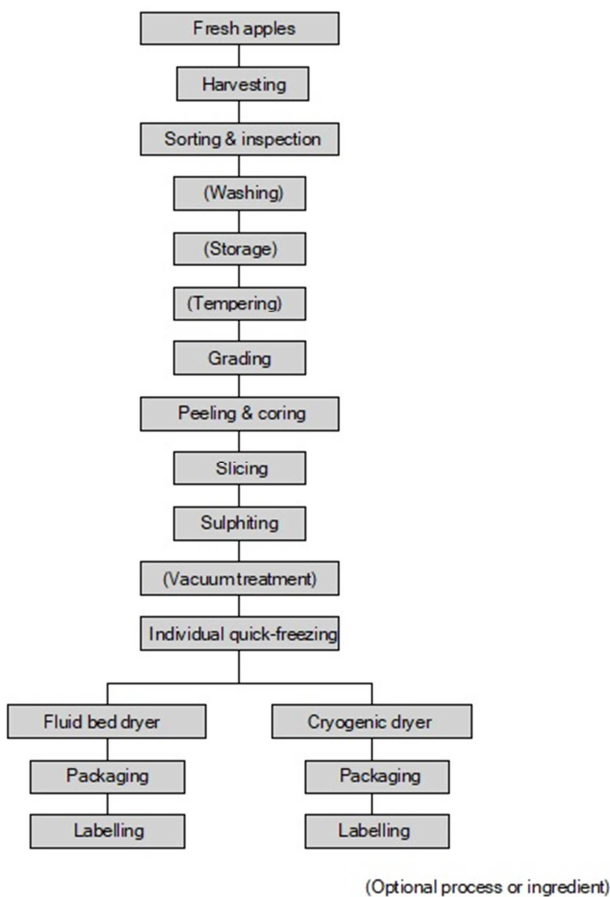 Fresh apples
Harvesting
Sorting & inspection
(Washing)
(Storage)
(Tempering)
Grading
Peeling & coring
Slicing
Sulphiting
(Vacuum treatment)
Individual quick-freezing
Fluid bed dryer
Cryogenic dryer
Packaging
Packaging
Labelling
Labelling
(Optional process or ingredient)